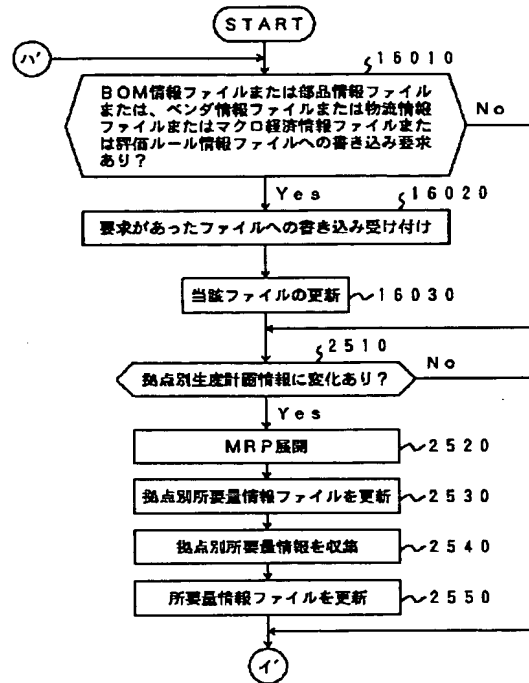 START
ハ'
16010
BOM情報ファイルまたは部品情報ファイル
または、ベンダ情報ファイルまたは物流情報
ファイルまたはマクロ経済情報ファイルまた
は評価ルール情報ファイルへの書き込み要求
あり?
No
Yes
16020
要求があったファイルへの書き込み受け付け
当該ファイルの更新
16030
2510
拠点別生産計画情報に変化あり?
No
Yes
MRP展開
2520
拠点別所要量情報ファイルを更新
2530
拠点別所要量情報を収集
2540
所要量情報ファイルを更新
2550
イ'